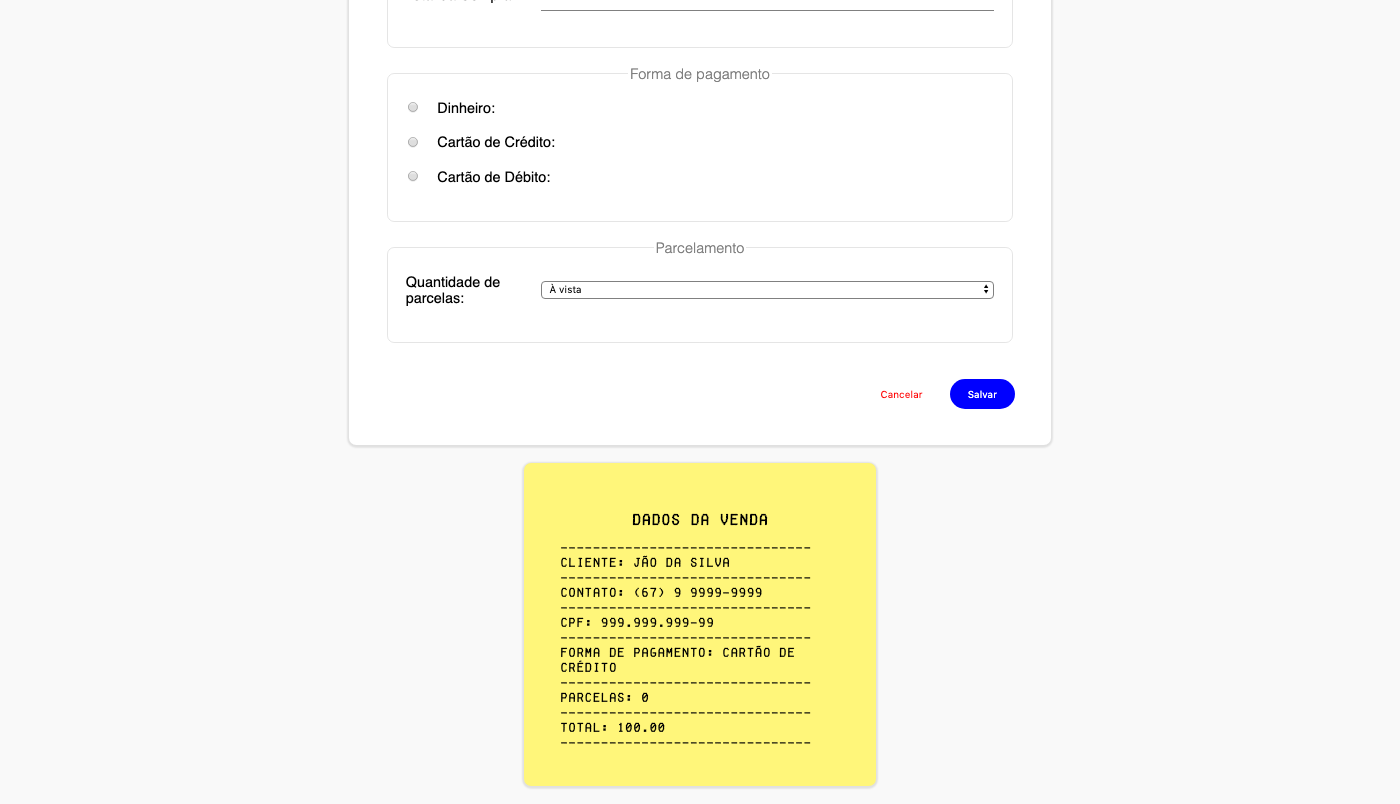 Forma de pagamento
Dinheiro:
Cartão de Crédito:
Cartão de Débito:
Parcelamento
Quantidade de
parcelas:
À vista
Cancelar
Salvar
DADOS DA VENDA
-------------------------------
CLIENTE: JÃO DA SILVA
-------------------------------
CONTATO: (67) 9 9999-9999
-------------------------------
CPF: 999.999.999-99
-------------------------------
FORMA DE PAGAMENTO: CARTÃO DE
CRÉDITO
-------------------------------
PARCELAS: 0
-------------------------------
TOTAL: 100.00
-------------------------------